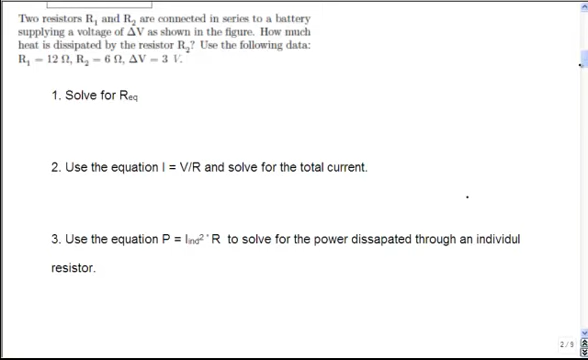 Two resistors R₁ and R₂ are connected in series to a battery
supplying a voltage of ΔV as shown in the figure. How much
heat is dissipated by the resistor R₂? Use the following data:
R₁ = 12 Ω, R₂ = 6 Ω, ΔV = 3 V.
1. Solve for Req
2. Use the equation I = V/R and solve for the total current.
3. Use the equation P = Iind²*R to solve for the power dissapated through an individul
resistor.
2 / 9